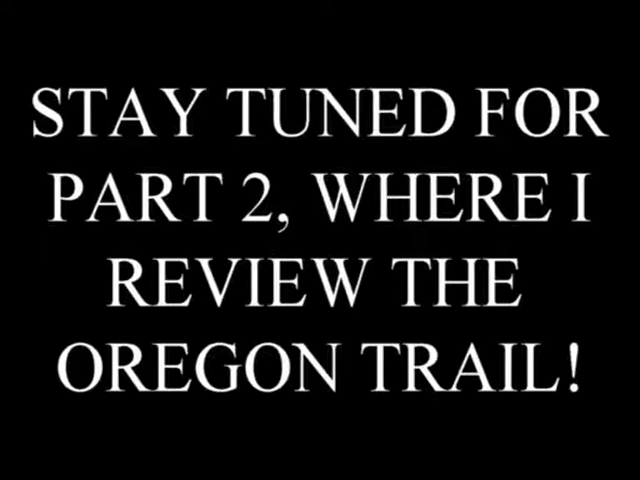 STAY TUNED FOR
PART 2, WHERE I
REVIEW THE
OREGON TRAIL!